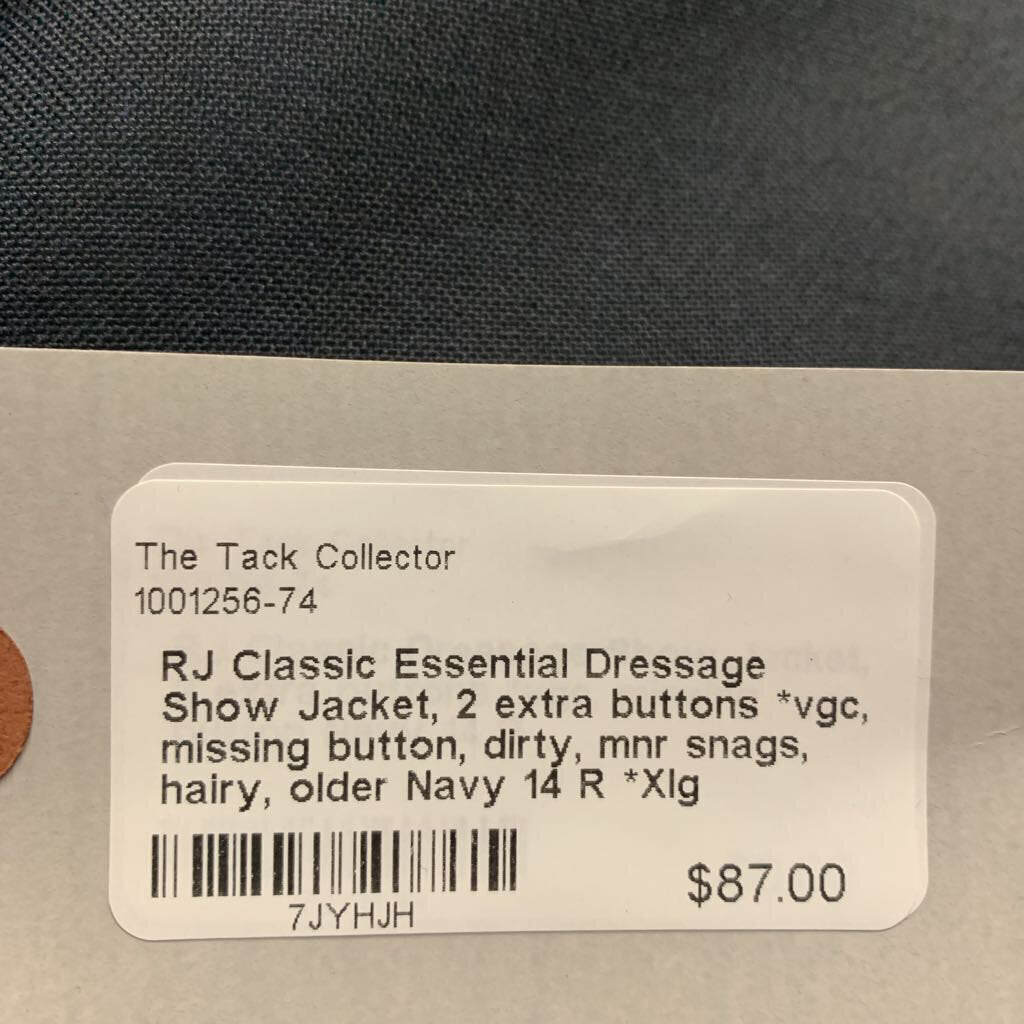 The Tack Collector
1001256-74
RJ Classic Essential Dressage
Show Jacket, 2 extra buttons *vgc,
missing button, dirty, mnr snags,
hairy, older Navy 14 R *Xlg
7JYHJH
$87.00